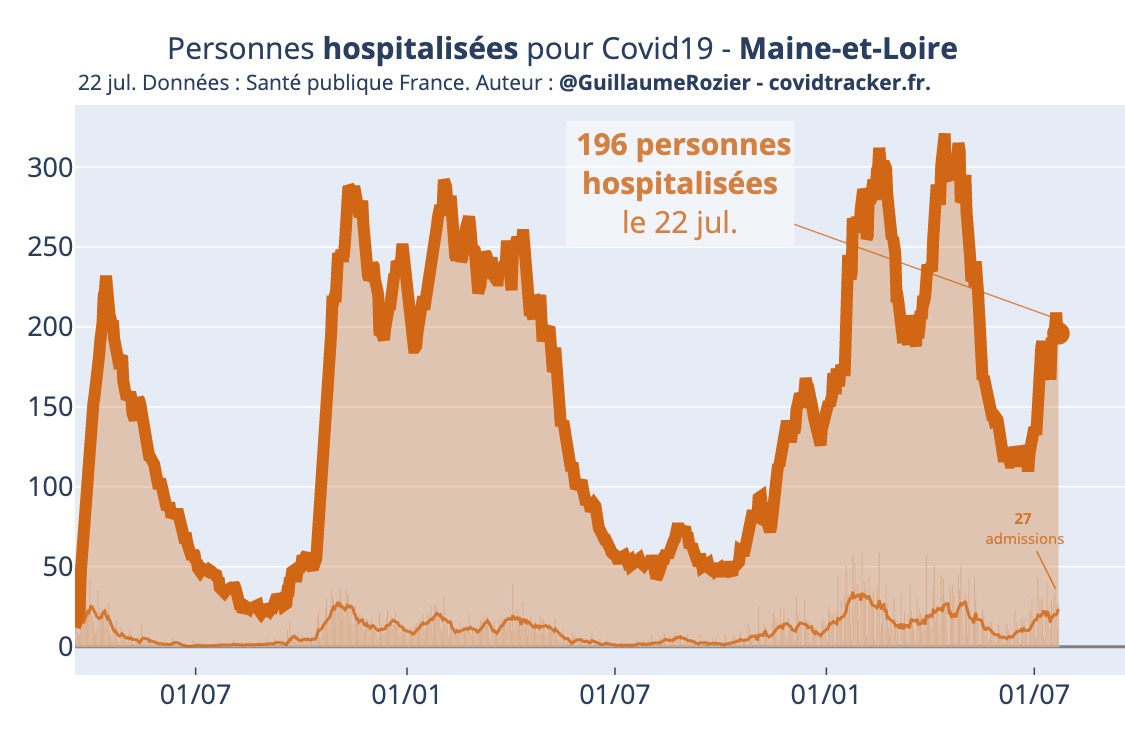 Personnes hospitalisées pour Covid19 - Maine-et-Loire
22 jul. Données : Santé publique France. Auteur : @GuillaumeRozier - covidtracker.fr.
196 personnes
hospitalisées
le 22 jul.
300
250
200
150
100
50
0
27
admissions
01/07
01/01
01/07
01/01
01/07